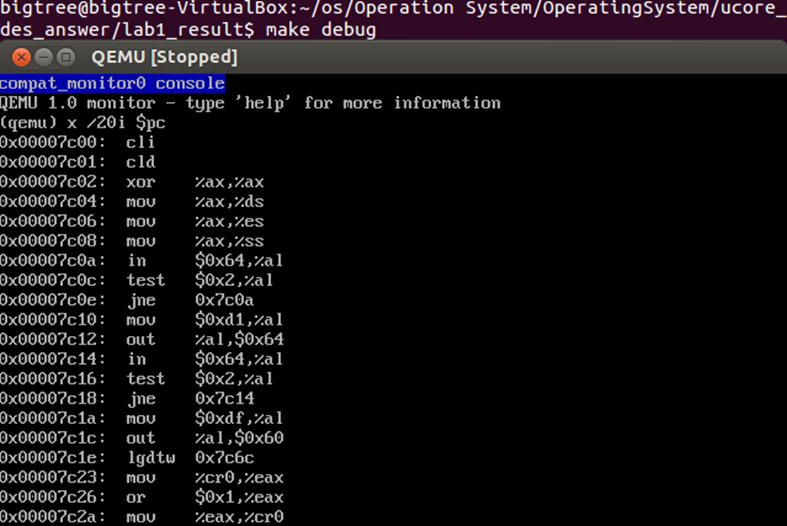 bigtree@bigtree-VirtualBox:~/os/Operation System/OperatingSystem/ucore_
des_answer/lab1_result$ make debug
QEMU [Stopped]
compat_monitor0 console
QEMU 1.0 monitor - type 'help' for more information
(qemu) x /20i $pc
0x00007c00:  cli
0x00007c01:  cld
0x00007c02:  xor    %ax,%ax
0x00007c04:  mov    %ax,%ds
0x00007c06:  mov    %ax,%es
0x00007c08:  mov    %ax,%ss
0x00007c0a:  in     $0x64,%al
0x00007c0c:  test   $0x2,%al
0x00007c0e:  jne    0x7c0a
0x00007c10:  mov    $0xd1,%al
0x00007c12:  out    %al,$0x64
0x00007c14:  in     $0x64,%al
0x00007c16:  test   $0x2,%al
0x00007c18:  jne    0x7c14
0x00007c1a:  mov    $0xdf,%al
0x00007c1c:  out    %al,$0x60
0x00007c1e:  lgdtw  0x7c6c
0x00007c23:  mov    %cr0,%eax
0x00007c26:  or     $0x1,%eax
0x00007c2a:  mov    %eax,%cr0